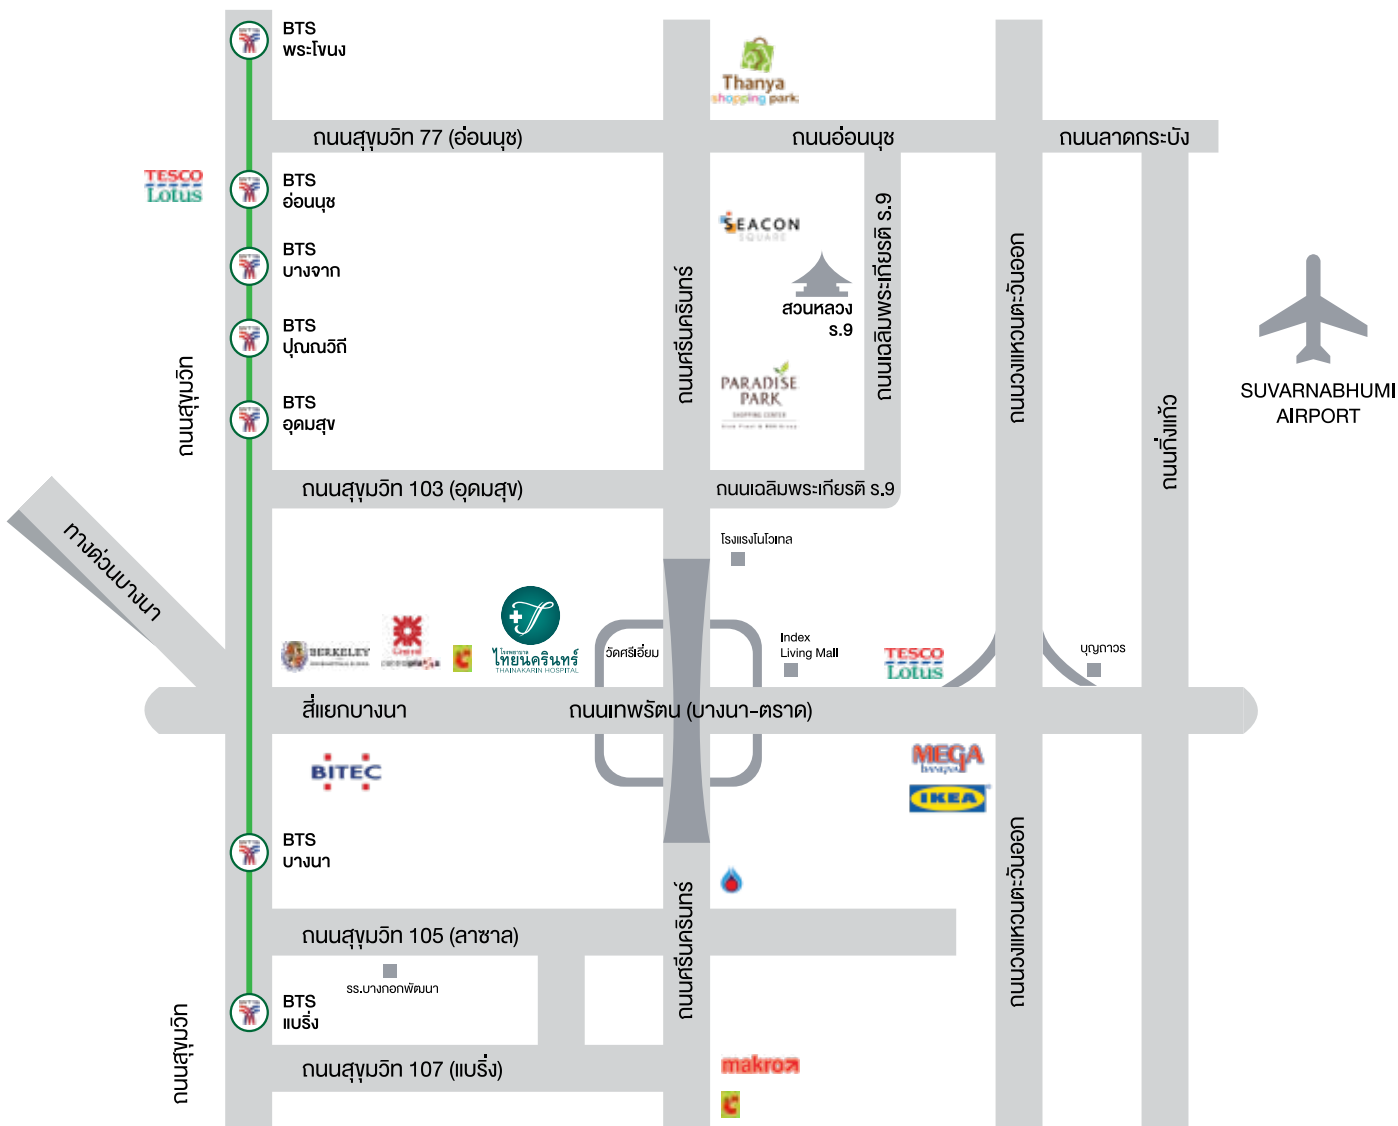 BTS
พระโขนง
Thanya
shopping park
ถนนสุขุมวิท 77 (อ่อนนุช)
ถนนอ่อนนุช
ถนนลาดกระบัง
TESCO
Lotus
BTS
อ่อนนุช
SEACON
SQUARE
BTS
บางจาก
สวนหลวง
ร.9
BTS
ปุณณวิถี
ถนนศรีนครินทร์
ถนนเฉลิมพระเกียรติ ร.9
ถนนวงแหวนตะวันออก
SUVARNABHUMI
AIRPORT
ถนนสุขุมวิท
PARADISE
PARK
SHOPPING CENTER
BTS
อุดมสุข
ถนนกิ่งแก้ว
ถนนสุขุมวิท 103 (อุดมสุข)
ถนนเฉลิมพระเกียรติ ร.9
ทางด่วนบางนา
โรงแรมโนโวเทล
BERKELEY
Central
โรงพยาบาล
ไทยนครินทร์
THAINAKARIN HOSPITAL
วัดศรีเอี่ยม
Index
Living Mall
TESCO
Lotus
บุญถาวร
สี่แยกบางนา
ถนนเทพรัตน (บางนา-ตราด)
BITEC
MEGA
bangna
IKEA
BTS
บางนา
ถนนวงแหวนตะวันออก
ถนนสุขุมวิท 105 (ลาซาล)
ถนนศรีนครินทร์
รร.บางกอกพัฒนา
BTS
แบริ่ง
ถนนสุขุมวิท
ถนนสุขุมวิท 107 (แบริ่ง)
makro